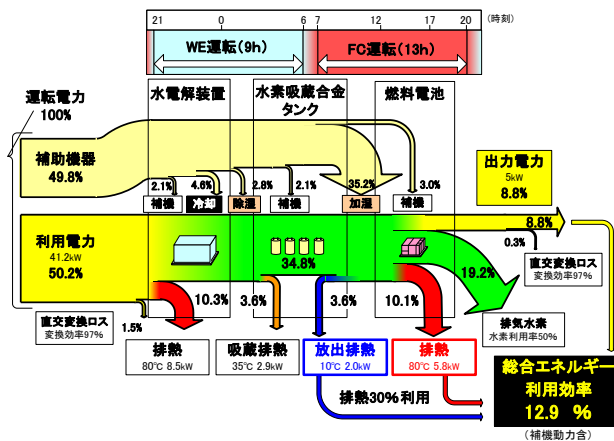 21 0 6 7 12 17 20 (時刻)
WE運転(9h) FC運転(13h)
運転電力
100%
水電解装置
水素吸蔵合金
タンク
燃料電池
補助機器
49.8%
2.1%
4.6%
2.8%
2.1%
35.2%
3.0%
補機
冷却
除湿
補機
加湿
補機
出力電力
5kW
8.8%
利用電力
41.2kW
50.2%
34.8%
8.8%
0.3%
19.2%
直交変換ロス
変換効率97%
直交変換ロス
変換効率97%
1.5%
10.3%
3.6%
3.6%
10.1%
排気水素
水素利用率50%
排熱
80℃ 8.5kW
吸蔵排熱
35℃ 2.9kW
放出排熱
10℃ 2.0kW
排熱
80℃ 5.8kW
排熱30%利用
総合エネルギー
利用効率
12.9 %
(補機動力含)